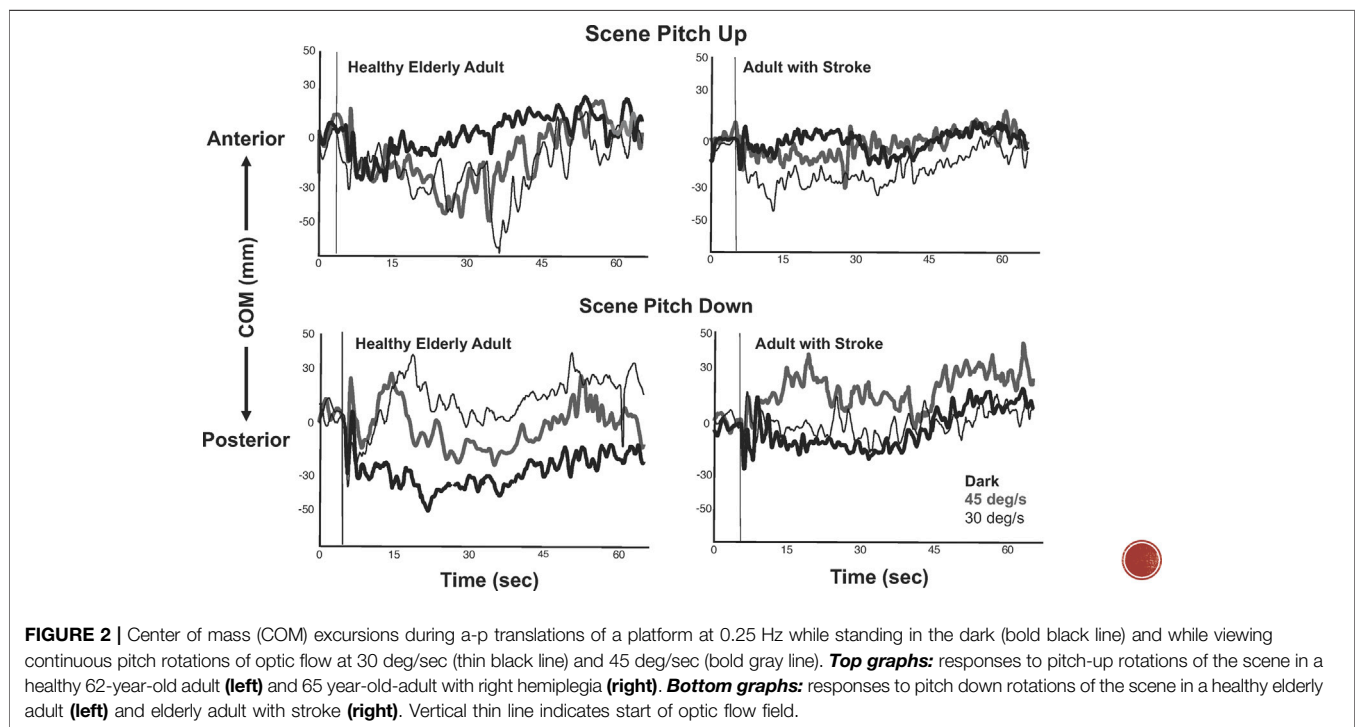 Scene Pitch Up
Healthy Elderly Adult
Adult with Stroke
50
30
0
-30
-50
0 15 30 45 60
50
30
0
-30
-50
0 15 30 45 60
Anterior
COM (mm)
Posterior
Scene Pitch Down
Healthy Elderly Adult
Adult with Stroke
50
30
0
-30
-50
0 15 30 45 60
50
30
0
-30
-50
0 15 30 45 60
Dark
45 deg/s
30 deg/s
Time (sec)
Time (sec)
FIGURE 2 | Center of mass (COM) excursions during a-p translations of a platform at 0.25 Hz while standing in the dark (bold black line) and while viewing
continuous pitch rotations of optic flow at 30 deg/sec (thin black line) and 45 deg/sec (bold gray line). Top graphs: responses to pitch-up rotations of the scene in a
healthy 62-year-old adult (left) and 65 year-old-adult with right hemiplegia (right). Bottom graphs: responses to pitch down rotations of the scene in a healthy elderly
adult (left) and elderly adult with stroke (right). Vertical thin line indicates start of optic flow field.